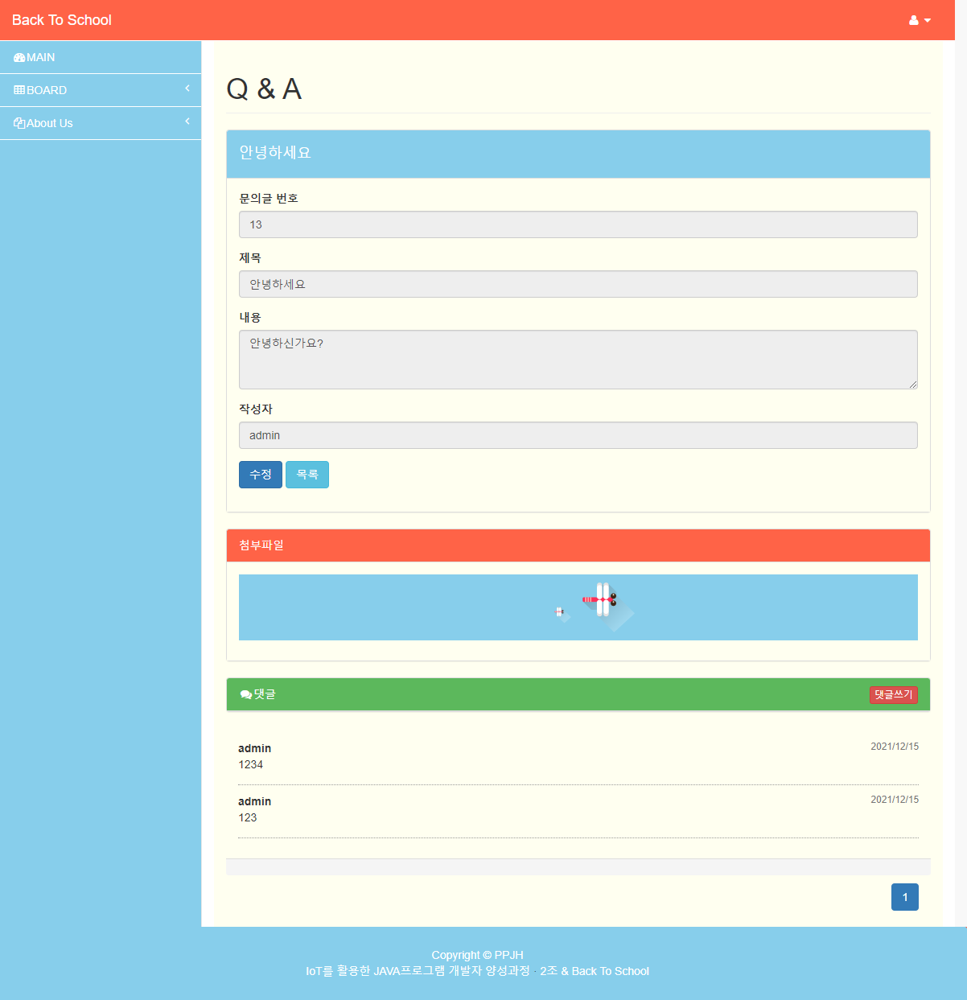 Back To School
MAIN
BOARD
About Us
Q & A
안녕하세요
문의글 번호
13
제목
안녕하세요
내용
안녕하신가요?
작성자
admin
수정 목록
첨부파일
댓글 댓글쓰기
admin 2021/12/15
1234
admin 2021/12/15
123
1
Copyright © PPJH
IoT를 활용한 JAVA프로그램 개발자 양성과정 · 2조 & Back To School